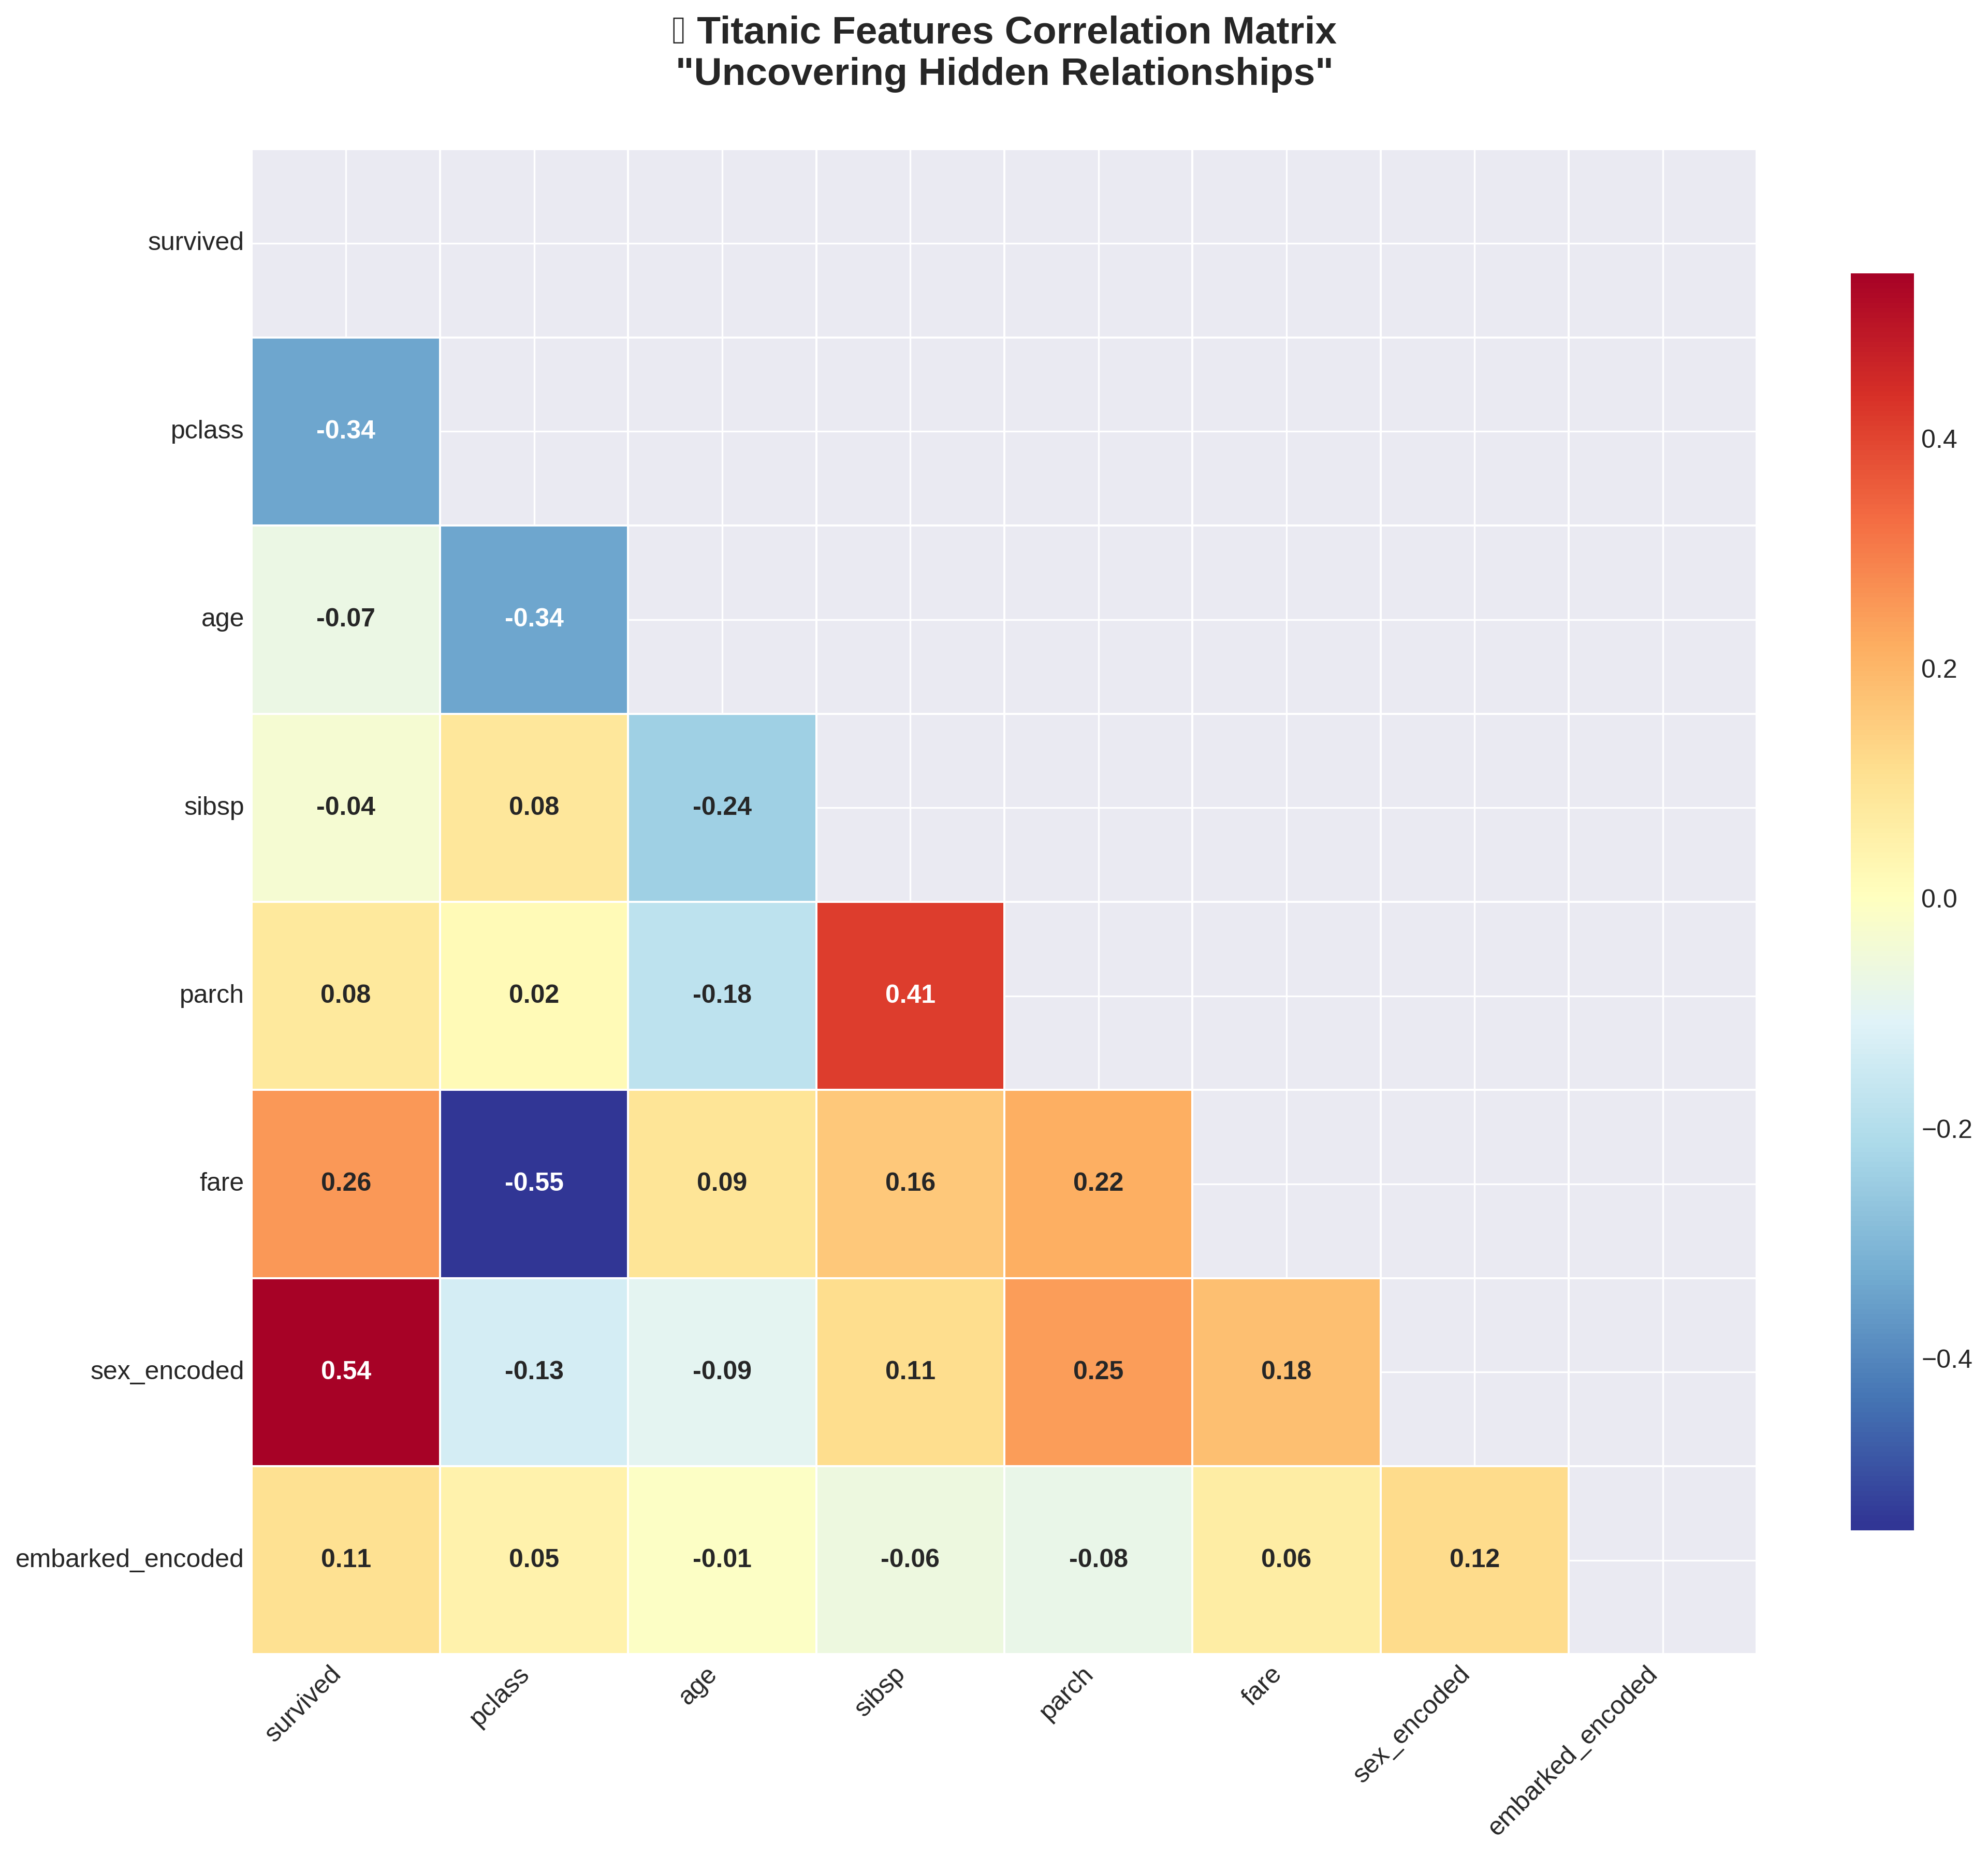 Titanic Features Correlation Matrix
"Uncovering Hidden Relationships"
survived
pclass -0.34
age -0.07 -0.34
sibsp -0.04 0.08 -0.24
parch 0.08 0.02 -0.18 0.41
fare 0.26 -0.55 0.09 0.16 0.22
sex_encoded 0.54 -0.13 -0.09 0.11 0.25 0.18
embarked_encoded 0.11 0.05 -0.01 -0.06 -0.08 0.06 0.12
survived pclass age sibsp parch fare sex_encoded embarked_encoded
0.4
0.2
0.0
−0.2
−0.4